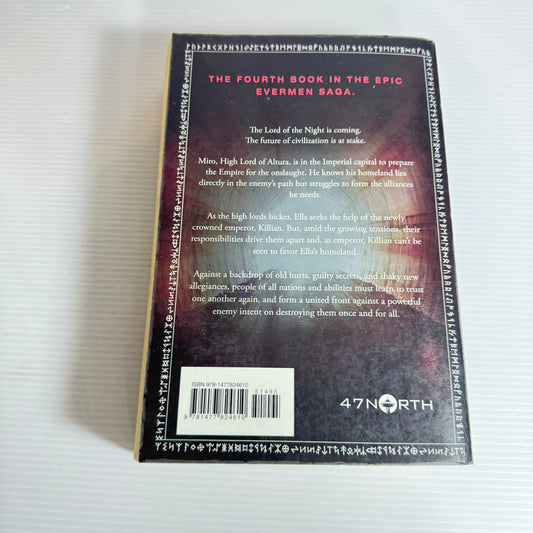 THE FOURTH BOOK IN THE EPIC
EVERMEN SAGA.
The Lord of the Night is coming.
The future of civilization is at stake.
Miro, High Lord of Altura, is in the Imperial capital to prepare
the Empire for the onslaught. He knows his homeland lies
directly in the enemy's path but struggles to form the alliances
he needs.
As the high lords bicker, Ella seeks the help of the newly
crowned emperor, Killian. But, amid the growing tensions, their
responsibilities drive them apart and, as emperor, Killian can't be
seen to favor Ella's homeland.
Against a backdrop of old hurts, guilty secrets, and shaky new
allegiances, people of all nations and abilities must learn to trust
one another again, and form a united front against a powerful
enemy intent on destroying them once and for all.
ISBN 978-1477824610
51495
9 781477 824610
47NORTH